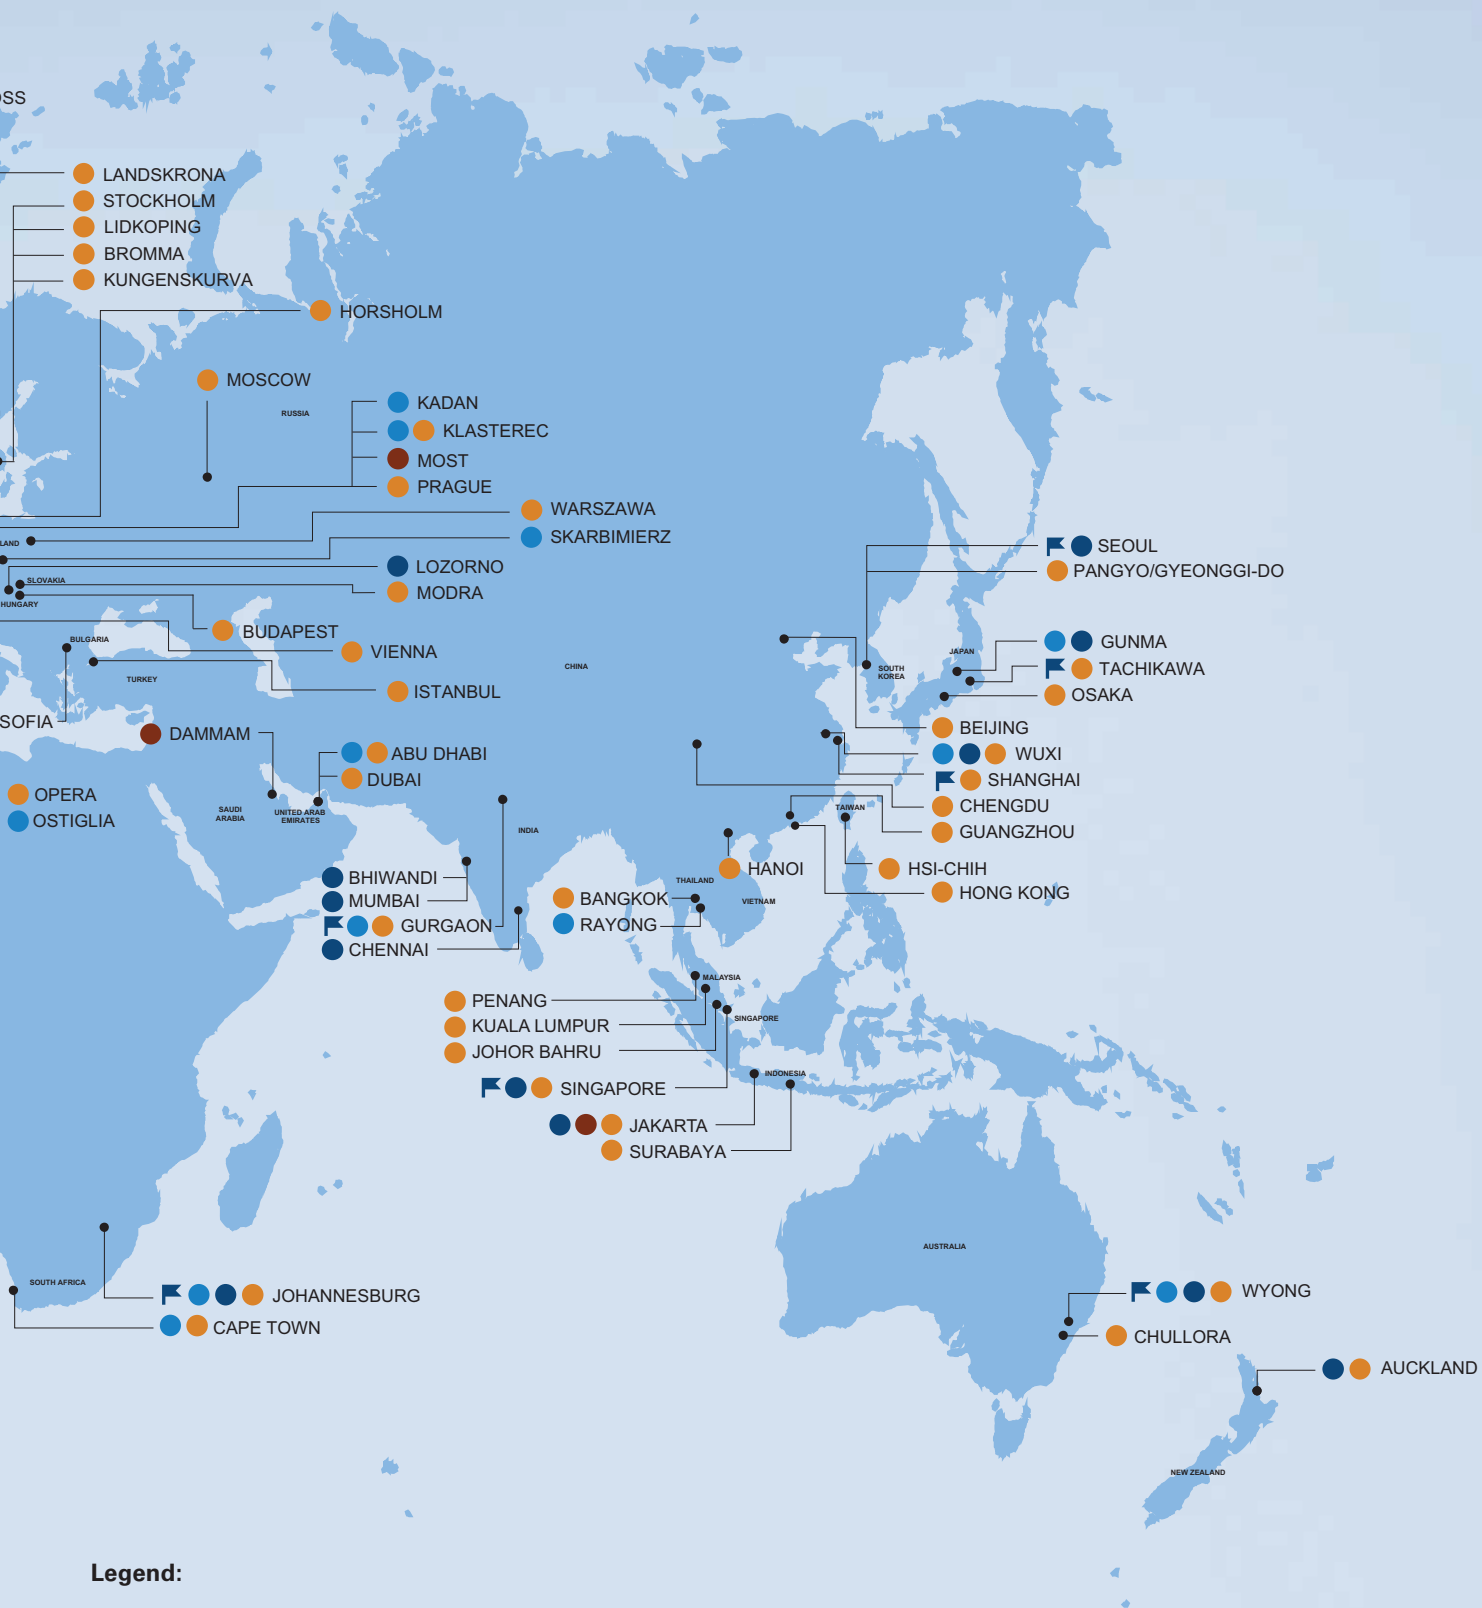 LANDSKRONA
STOCKHOLM
LIDKOPING
BROMMA
KUNGENSKURVA
HORSHOLM
MOSCOW
RUSSIA
KADAN
KLASTEREC
MOST
PRAGUE
WARSZAWA
SKARBIMIERZ
LOZORNO
MODRA
SLOVAKIA
HUNGARY
BUDAPEST
VIENNA
BULGARIA
TURKEY
ISTANBUL
CHINA
SOFIA
DAMMAM
ABU DHABI
DUBAI
OPERA
OSTIGLIA
SAUDI
ARABIA
UNITED ARAB
EMIRATES
INDIA
BHIWANDI
MUMBAI
GURGAON
CHENNAI
SEOUL
PANGYO/GYEONGGI-DO
SOUTH
KOREA
JAPAN
GUNMA
TACHIKAWA
OSAKA
BEIJING
WUXI
SHANGHAI
CHENGDU
GUANGZHOU
TAIWAN
HSI-CHIH
HONG KONG
HANOI
THAILAND
VIETNAM
BANGKOK
RAYONG
MALAYSIA
SINGAPORE
PENANG
KUALA LUMPUR
JOHOR BAHRU
SINGAPORE
INDONESIA
JAKARTA
SURABAYA
AUSTRALIA
SOUTH AFRICA
JOHANNESBURG
CAPE TOWN
WYONG
CHULLORA
AUCKLAND
NEW ZEALAND
Legend: